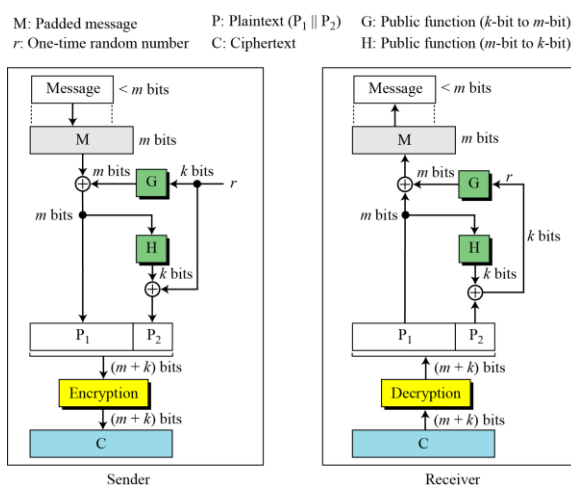 M: Padded message
P: Plaintext (P1 || P2)
G: Public function (k-bit to m-bit)
r: One-time random number
C: Ciphertext
H: Public function (m-bit to k-bit)
Message
< m bits
M
m bits
m bits
G
k bits
r
m bits
H
k bits
P1
P2
(m + k) bits
Encryption
(m + k) bits
C
Sender
Message
< m bits
M
m bits
m bits
G
r
m bits
H
k bits
k bits
P1
P2
(m + k) bits
Decryption
(m + k) bits
C
Receiver